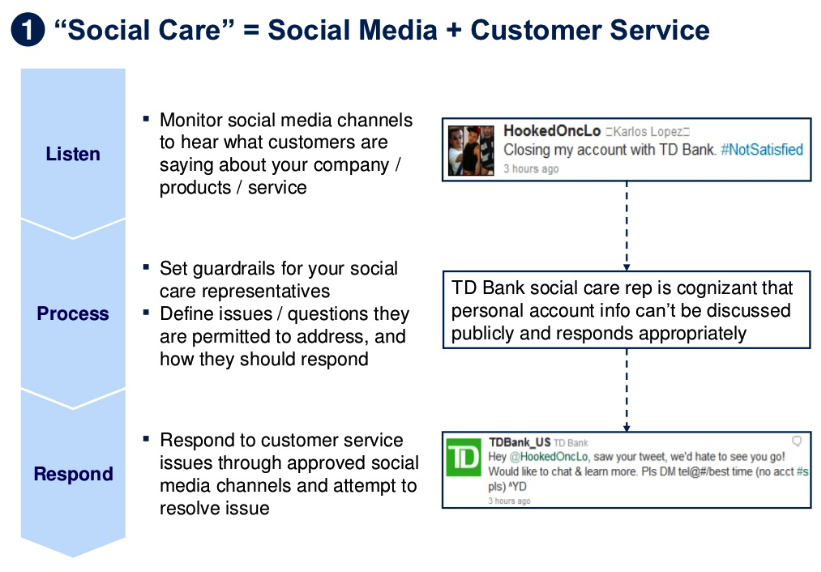 1 “Social Care” = Social Media + Customer Service
Listen
▪ Monitor social media channels
to hear what customers are
saying about your company /
products / service
HookedOncLo □Karlos Lopez□
Closing my account with TD Bank. #NotSatisfied
3 hours ago
Process
▪ Set guardrails for your social
care representatives
▪ Define issues / questions they
are permitted to address, and
how they should respond
TD Bank social care rep is cognizant that
personal account info can’t be discussed
publicly and responds appropriately
Respond
▪ Respond to customer service
issues through approved social
media channels and attempt to
resolve issue
TD
TDBank_US TD Bank
Hey @HookedOncLo, saw your tweet, we'd hate to see you go!
Would like to chat & learn more. Pls DM tel@#/best time (no acct #s
pls) ^YD
3 hours ago